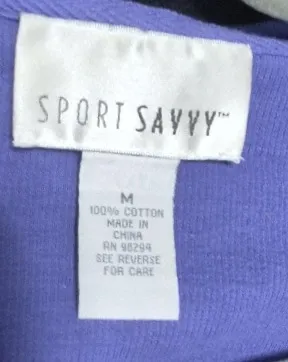 SPORT SAVVY™
M
100% COTTON
MADE IN
CHINA
RN 98294
SEE REVERSE
FOR CARE